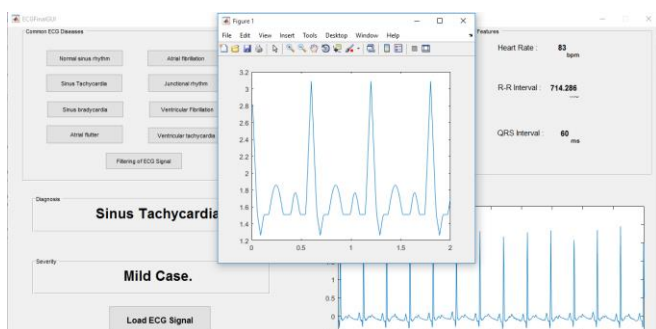 ECGFinalGUI
Common ECG Diseases
Normal sinus rhythm
Atrial fibrillation
Sinus Tachycardia
Junctional rhythm
Sinus bradycardia
Ventricular Fibrillation
Atrial flutter
Ventricular tachycardia
Filtering of ECG Signal
Diagnosis
Sinus Tachycardia
Severity
Mild Case.
Load ECG Signal
Figure 1
File Edit View Insert Tools Desktop Window Help
3.2
3
2.8
2.6
2.4
2.2
2
1.8
1.6
1.4
1.2
0 0.5 1 1.5 2
Features
Heart Rate : 83
bpm
R-R Interval : 714.286
QRS Interval : 60
ms
1
0.5
0